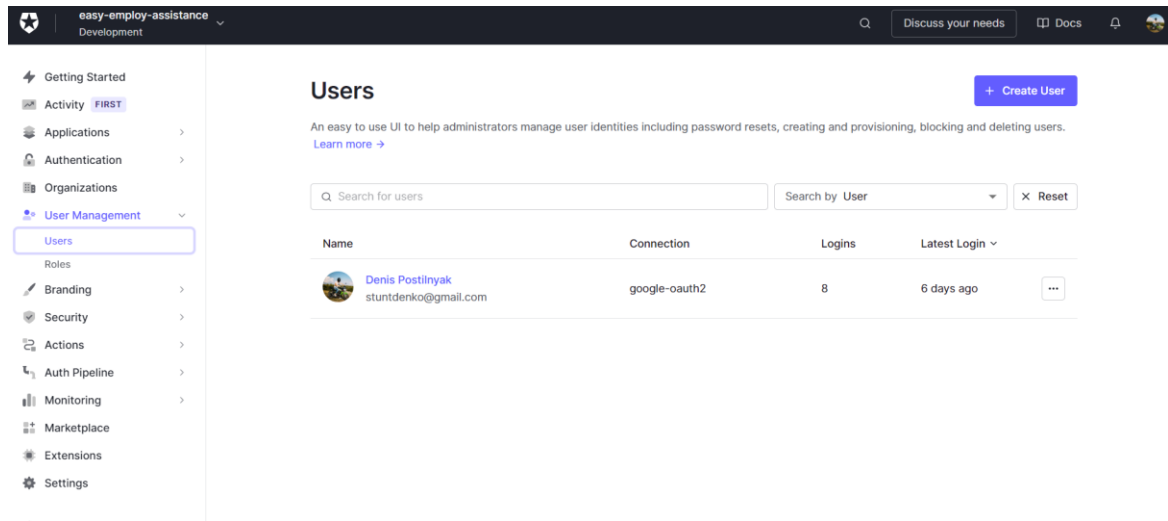 easy-employ-assistance
Development
Discuss your needs
Docs
Getting Started
Activity FIRST
Applications
Authentication
Organizations
User Management
Users
Roles
Branding
Security
Actions
Auth Pipeline
Monitoring
Marketplace
Extensions
Settings
Users
+ Create User
An easy to use UI to help administrators manage user identities including password resets, creating and provisioning, blocking and deleting users.
Learn more →
Search for users
Search by User
× Reset
Name Connection Logins Latest Login
Denis Postilnyak
stuntdenko@gmail.com
google-oauth2 8 6 days ago